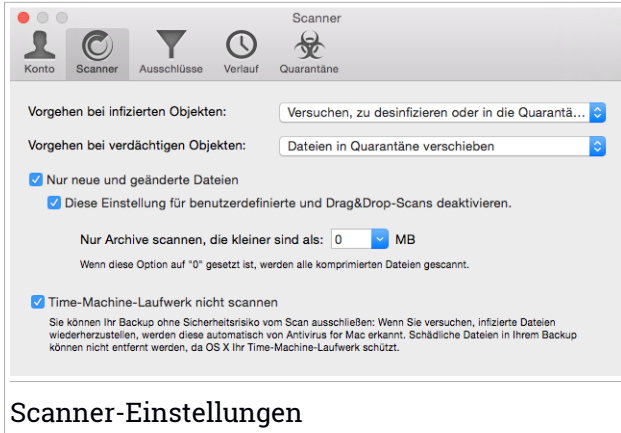 Scanner
Konto Scanner Ausschlüsse Verlauf Quarantäne
Vorgehen bei infizierten Objekten: Versuchen, zu desinfizieren oder in die Quarantä...
Vorgehen bei verdächtigen Objekten: Dateien in Quarantäne verschieben
Nur neue und geänderte Dateien
Diese Einstellung für benutzerdefinierte und Drag&Drop-Scans deaktivieren.
Nur Archive scannen, die kleiner sind als: 0 MB
Wenn diese Option auf "0" gesetzt ist, werden alle komprimierten Dateien gescannt.
Time-Machine-Laufwerk nicht scannen
Sie können Ihr Backup ohne Sicherheitsrisiko vom Scan ausschließen: Wenn Sie versuchen, infizierte Dateien
wiederherzustellen, werden diese automatisch von Antivirus for Mac erkannt. Schädliche Dateien in Ihrem Backup
können nicht entfernt werden, da OS X Ihr Time-Machine-Laufwerk schützt.
Scanner-Einstellungen